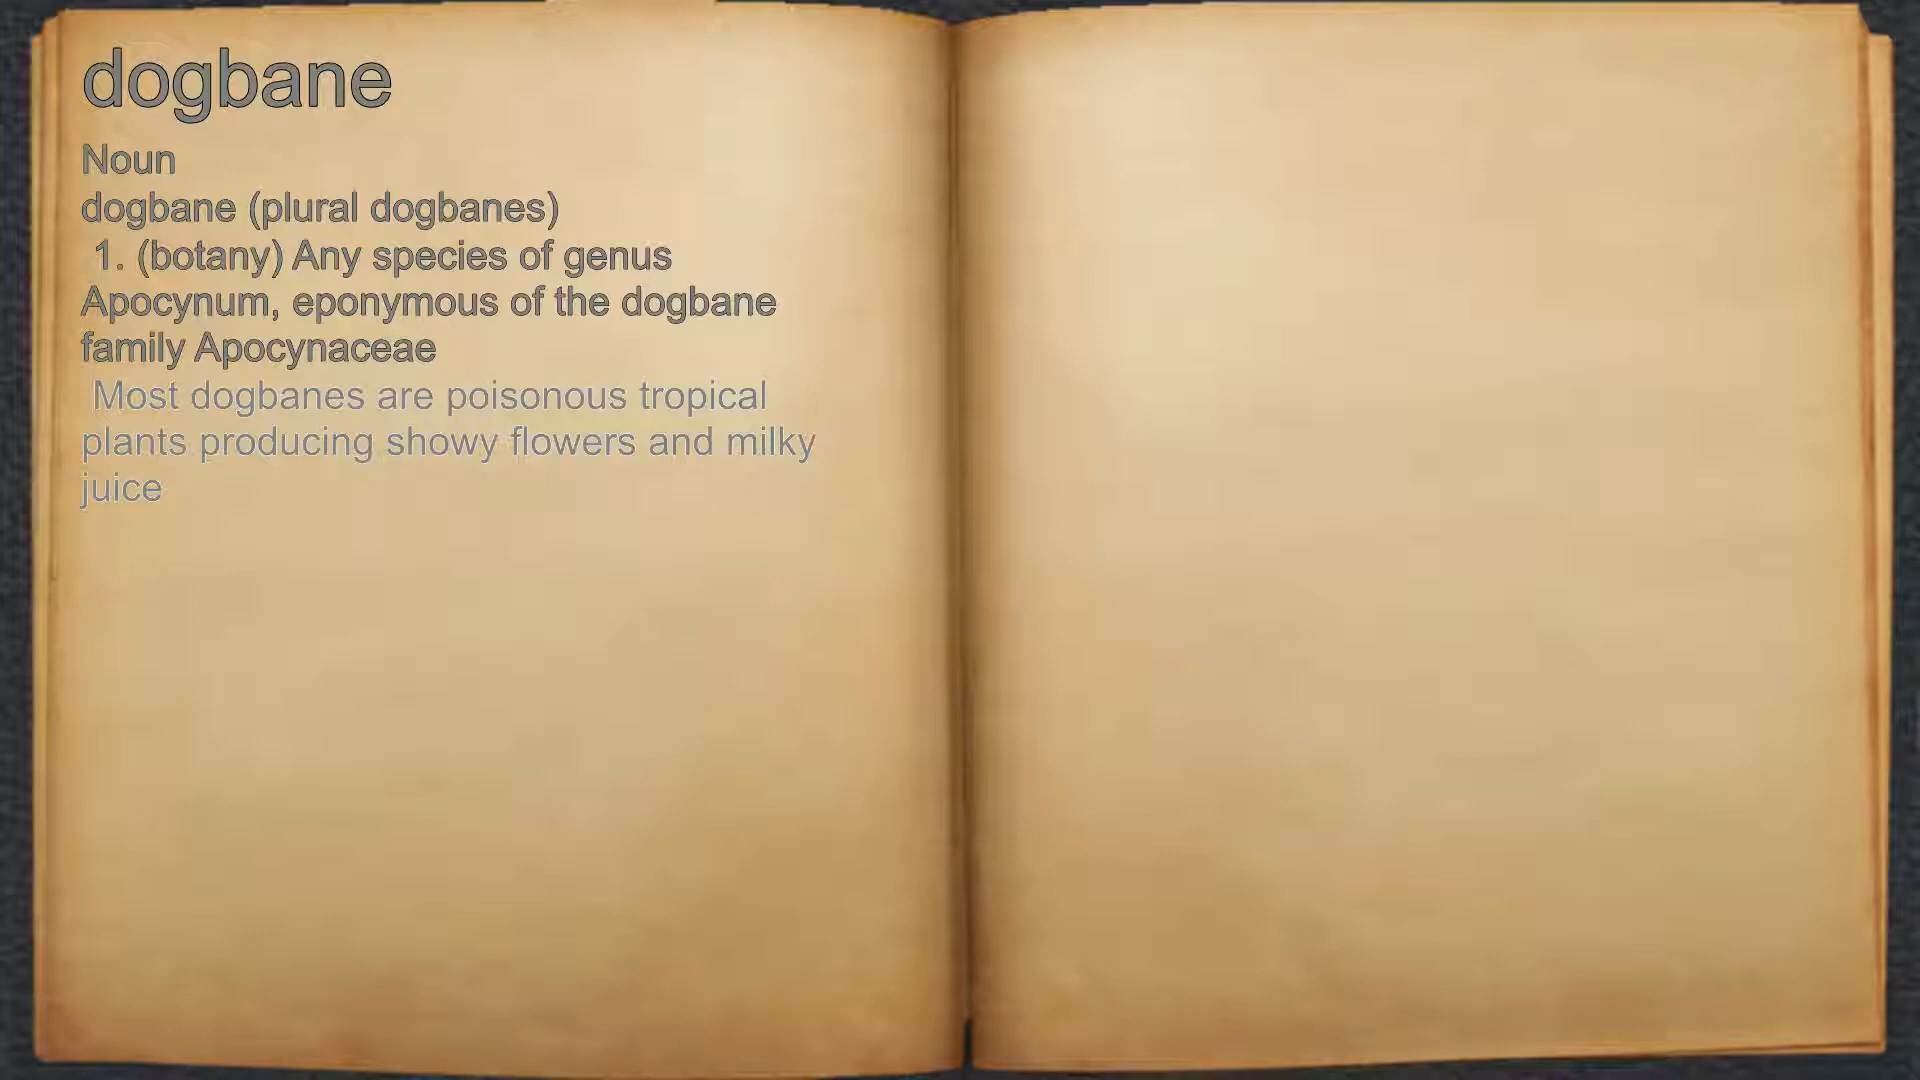 dogbane
Noun
dogbane (plural dogbanes)
1. (botany) Any species of genus
Apocynum, eponymous of the dogbane
family Apocynaceae
Most dogbanes are poisonous tropical
plants producing showy flowers and milky
juice